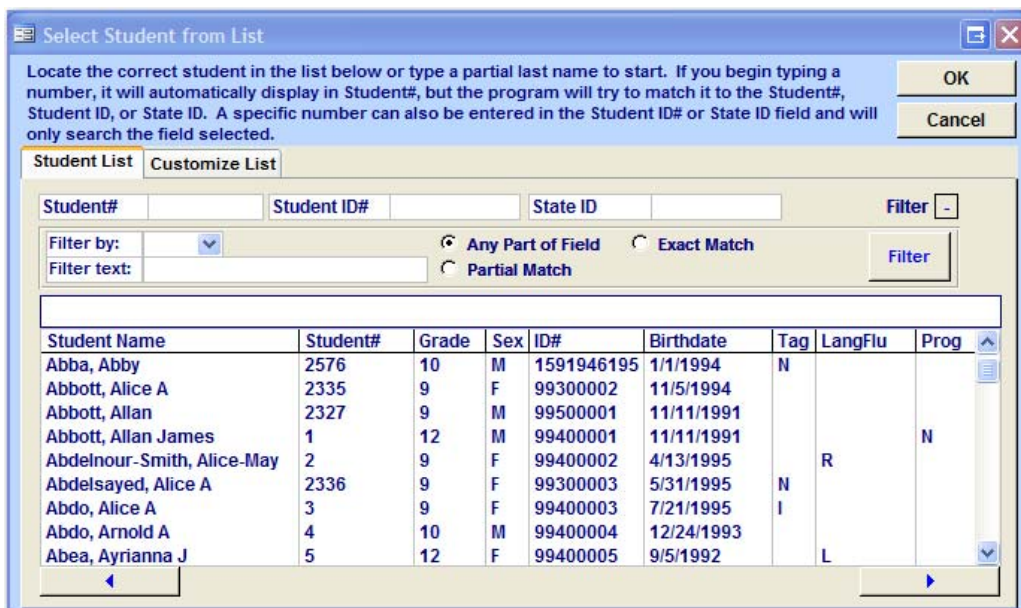 Select Student from List
Locate the correct student in the list below or type a partial last name to start. If you begin typing a
number, it will automatically display in Student#, but the program will try to match it to the Student#,
Student ID, or State ID. A specific number can also be entered in the Student ID# or State ID field and will
only search the field selected.
OK
Cancel
Student List Customize List
Student# Student ID# State ID Filter -
Filter by: Any Part of Field Exact Match
Filter text: Partial Match
Filter
Student Name Student# Grade Sex ID# Birthdate Tag LangFlu Prog
Abba, Abby 2576 10 M 1591946195 1/1/1994 N
Abbott, Alice A 2335 9 F 99300002 11/5/1994
Abbott, Allan 2327 9 M 99500001 11/11/1991
Abbott, Allan James 1 12 M 99400001 11/11/1991 N
Abdelnour-Smith, Alice-May 2 9 F 99400002 4/13/1995 R
Abdelsayed, Alice A 2336 9 F 99300003 5/31/1995 N
Abdo, Alice A 3 9 F 99400003 7/21/1995 I
Abdo, Arnold A 4 10 M 99400004 12/24/1993
Abea, Ayrianna J 5 12 F 99400005 9/5/1992 L